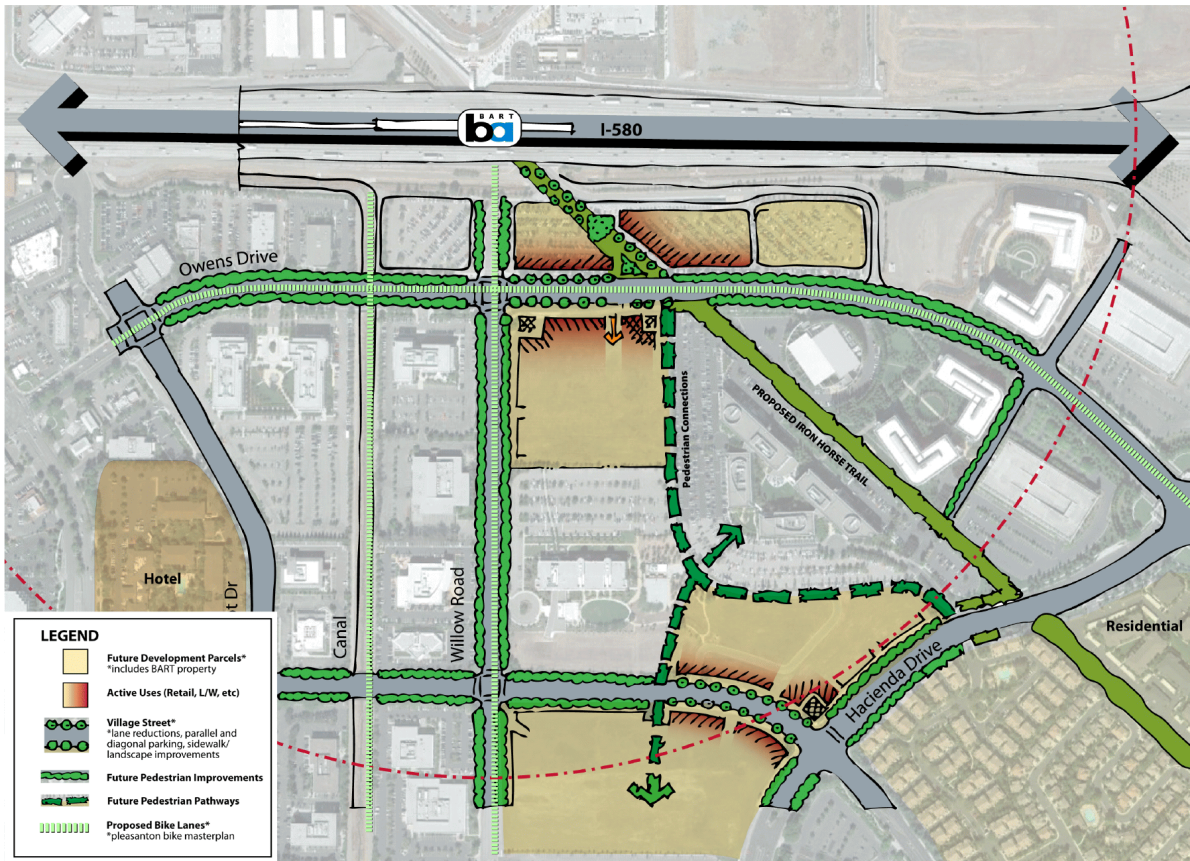 BART
ba
I-580
Owens Drive
Pedestrian Connections
PROPOSED IRON HORSE TRAIL
Hotel
ot Dr
Canal
Willow Road
Hacienda Drive
Residential
LEGEND
Future Development Parcels*
*includes BART property
Active Uses (Retail, L/W, etc)
Village Street*
*lane reductions, parallel and
diagonal parking, sidewalk/
landscape improvements
Future Pedestrian Improvements
Future Pedestrian Pathways
Proposed Bike Lanes*
*pleasanton bike masterplan